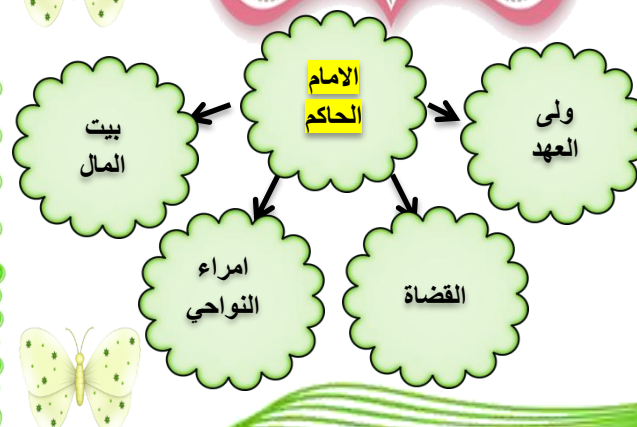 الامام
الحاكم
ولى
العهد
بيت
المال
القضاة
امراء
النواحي